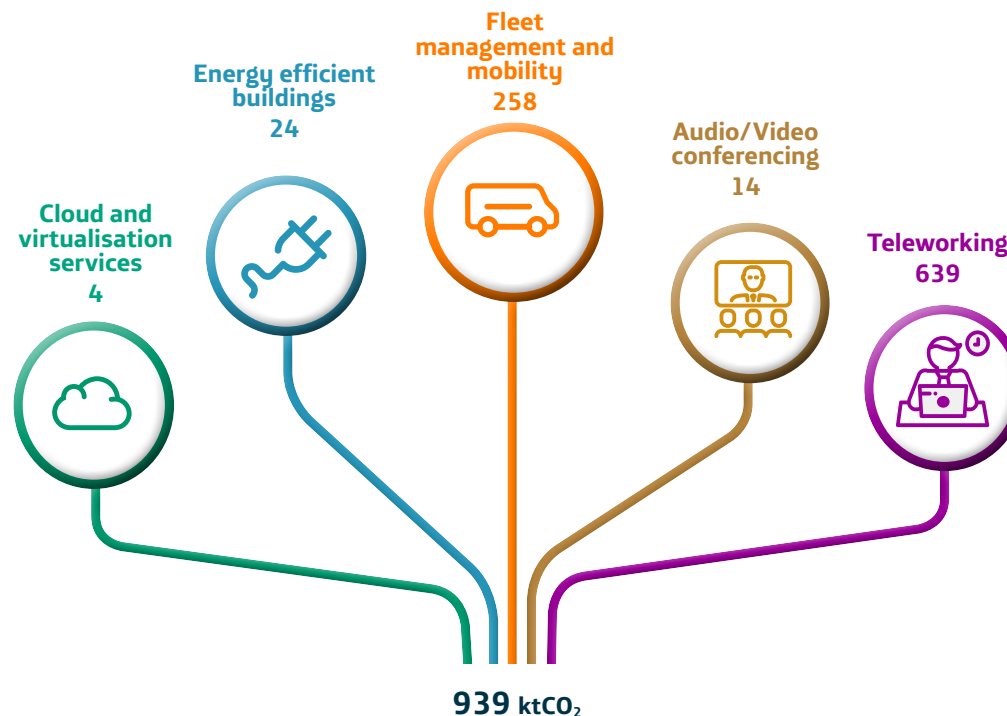 Cloud and
virtualisation
services
4
Energy efficient
buildings
24
Fleet
management and
mobility
258
Audio/Video
conferencing
14
Teleworking
639
939 ktCO₂